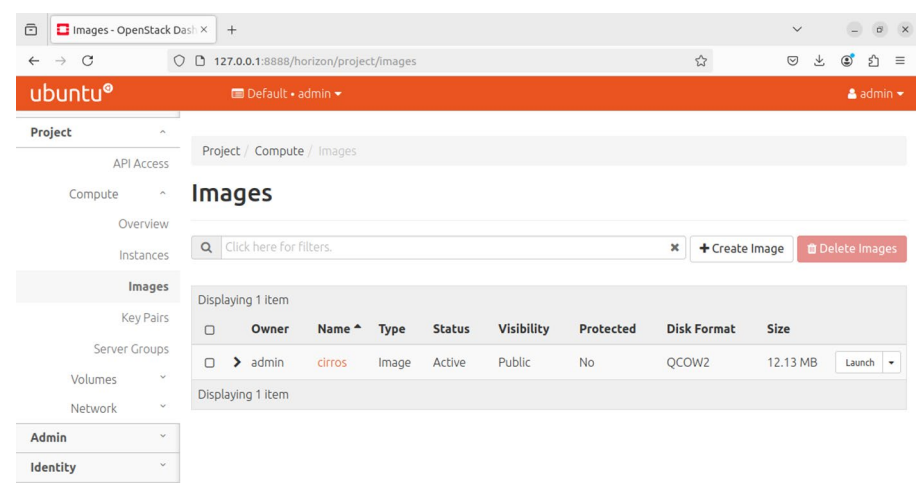 Images - OpenStack Dash
127.0.0.1:8888/horizon/project/images
ubuntu® Default • admin admin
Project
API Access
Compute
Overview
Instances
Images
Key Pairs
Server Groups
Volumes
Network
Admin
Identity
Project / Compute / Images
Images
Click here for filters. Create Image Delete Images
Displaying 1 item
Owner Name Type Status Visibility Protected Disk Format Size
admin cirros Image Active Public No QCOW2 12.13 MB Launch
Displaying 1 item